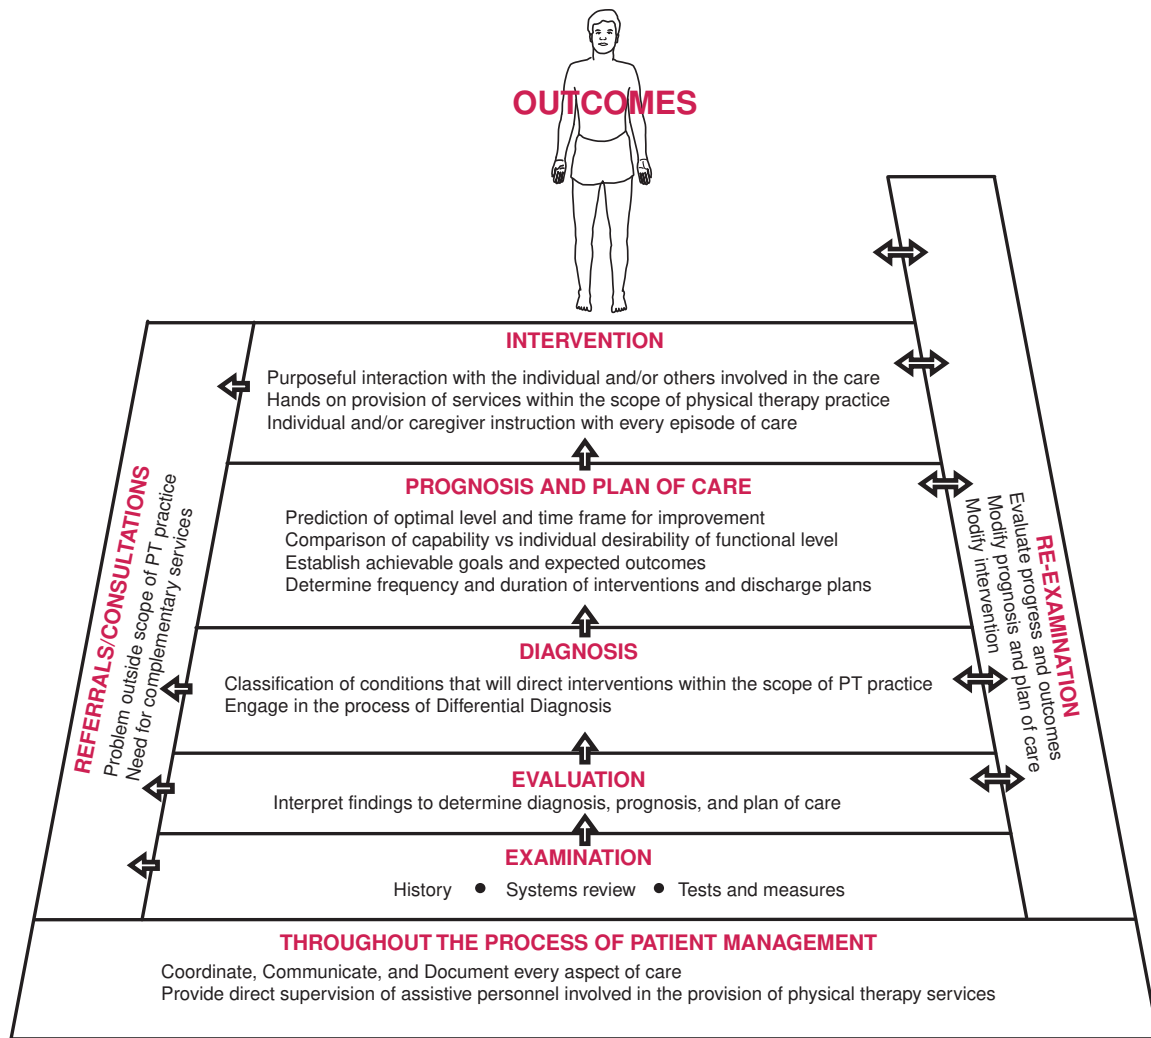 OUTCOMES
INTERVENTION
Purposeful interaction with the individual and/or others involved in the care
Hands on provision of services within the scope of physical therapy practice
Individual and/or caregiver instruction with every episode of care
PROGNOSIS AND PLAN OF CARE
Prediction of optimal level and time frame for improvement
Comparison of capability vs individual desirability of functional level
Establish achievable goals and expected outcomes
Determine frequency and duration of interventions and discharge plans
DIAGNOSIS
Classification of conditions that will direct interventions within the scope of PT practice
Engage in the process of Differential Diagnosis
EVALUATION
Interpret findings to determine diagnosis, prognosis, and plan of care
EXAMINATION
History • Systems review • Tests and measures
REFERRALS/CONSULTATIONS
Problem outside scope of PT practice
Need for complementary services
RE-EXAMINATION
Evaluate progress and outcomes
Modify prognosis and plan of care
Modify intervention
THROUGHOUT THE PROCESS OF PATIENT MANAGEMENT
Coordinate, Communicate, and Document every aspect of care
Provide direct supervision of assistive personnel involved in the provision of physical therapy services